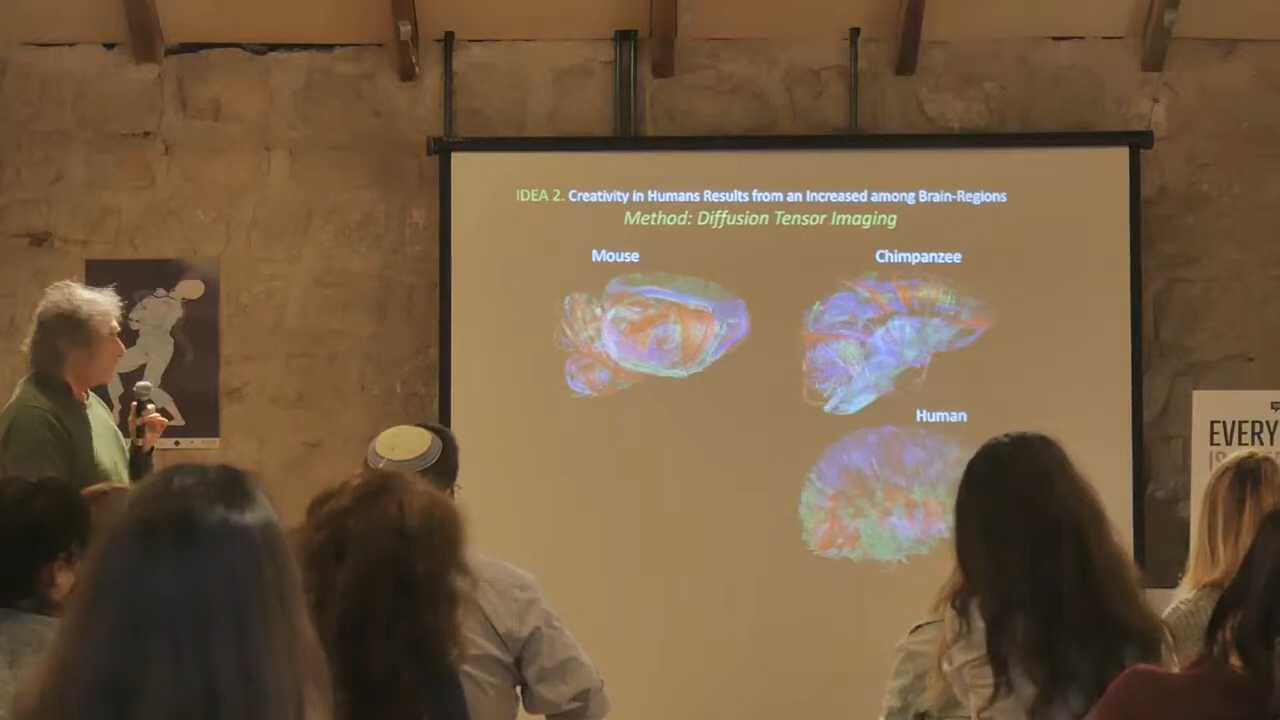 IDEA 2. Creativity in Humans Results from an Increased among Brain-Regions
Method: Diffusion Tensor Imaging
Mouse
Chimpanzee
Human
EVERY